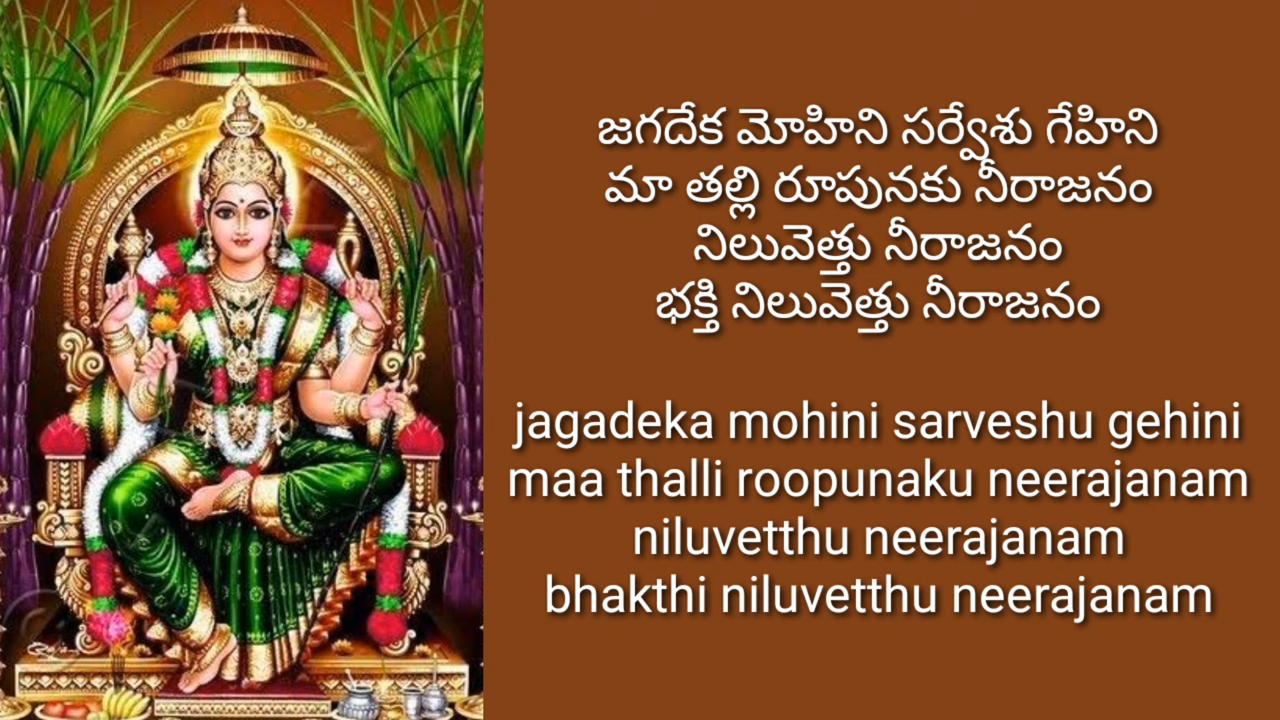 జగదేక మోహిని సర్వేశు గేహిని
మా తల్లి రూపునకు నీరాజనం
నిలువెత్తు నీరాజనం
భక్తి నిలువెత్తు నీరాజనం
jagadeka mohini sarveshu gehini
maa thalli roopunaku neerajanam
niluvetthu neerajanam
bhakthi niluvetthu neerajanam